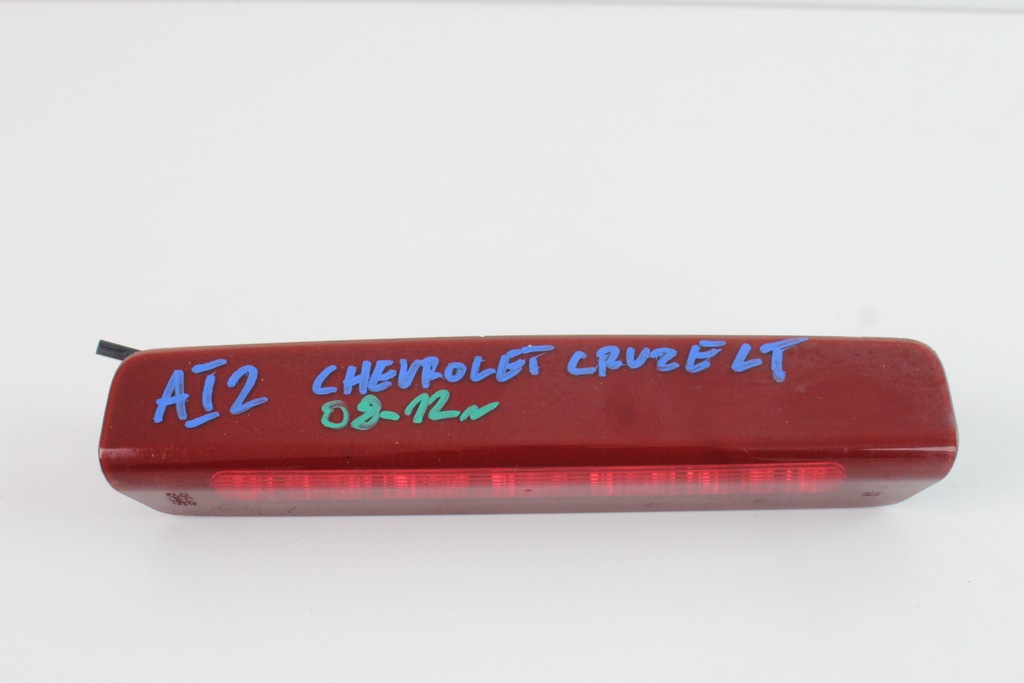 AI2 CHEVROLET CRUZE LT
08-12r